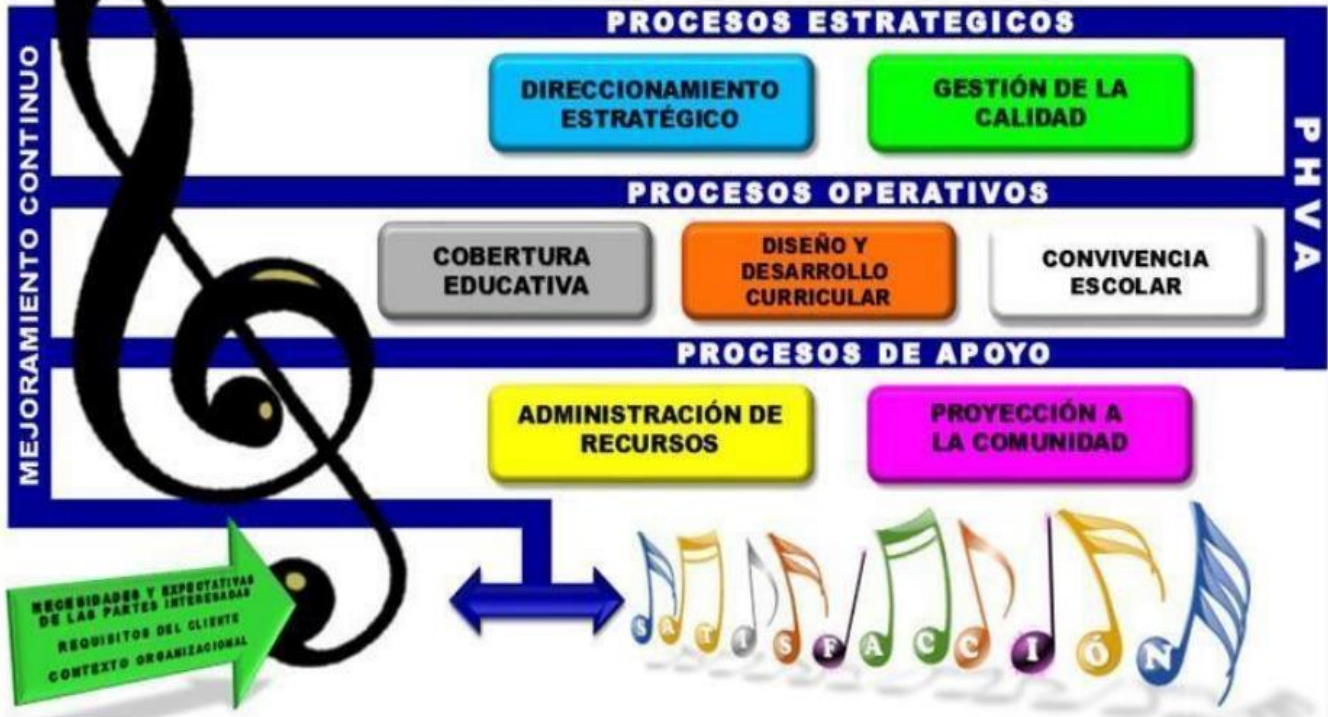 PROCESOS ESTRATEGICOS
DIRECCIONAMIENTO
ESTRATÉGICO
GESTIÓN DE LA
CALIDAD
MEJORAMIENTO CONTINUO
PHVA
PROCESOS OPERATIVOS
COBERTURA
EDUCATIVA
DISEÑO Y
DESARROLLO
CURRICULAR
CONVIVENCIA
ESCOLAR
PROCESOS DE APOYO
ADMINISTRACIÓN DE
RECURSOS
PROYECCIÓN A
LA COMUNIDAD
NECESIDADES Y EXPECTATIVAS
DE LAS PARTES INTERESADAS
REQUISITOS DEL CLIENTE
CONTEXTO ORGANIZACIONAL
SATISFACCIÓN